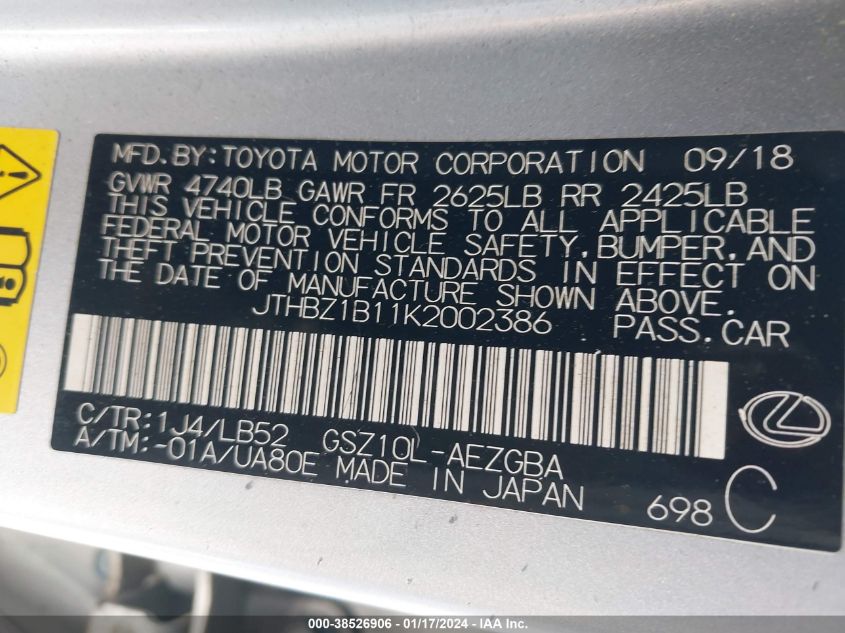 MFD.BY:TOYOTA MOTOR CORPORATION 09/18
GVWR 4740LB GAWR FR 2625LB RR 2425LB
THIS VEHICLE CONFORMS TO ALL APPLICABLE
FEDERAL MOTOR VEHICLE SAFETY,BUMPER,AND
THEFT PREVENTION STANDARDS IN EFFECT ON
THE DATE OF MANUFACTURE SHOWN ABOVE.
JTHBZ1B11K2002386 PASS.CAR
C/TR:1J4/LB52 GSZ10L-AEZGBA
A/TM:-01A/UA80E MADE IN JAPAN
698 C
000-38526906 - 01/17/2024 - IAA Inc.